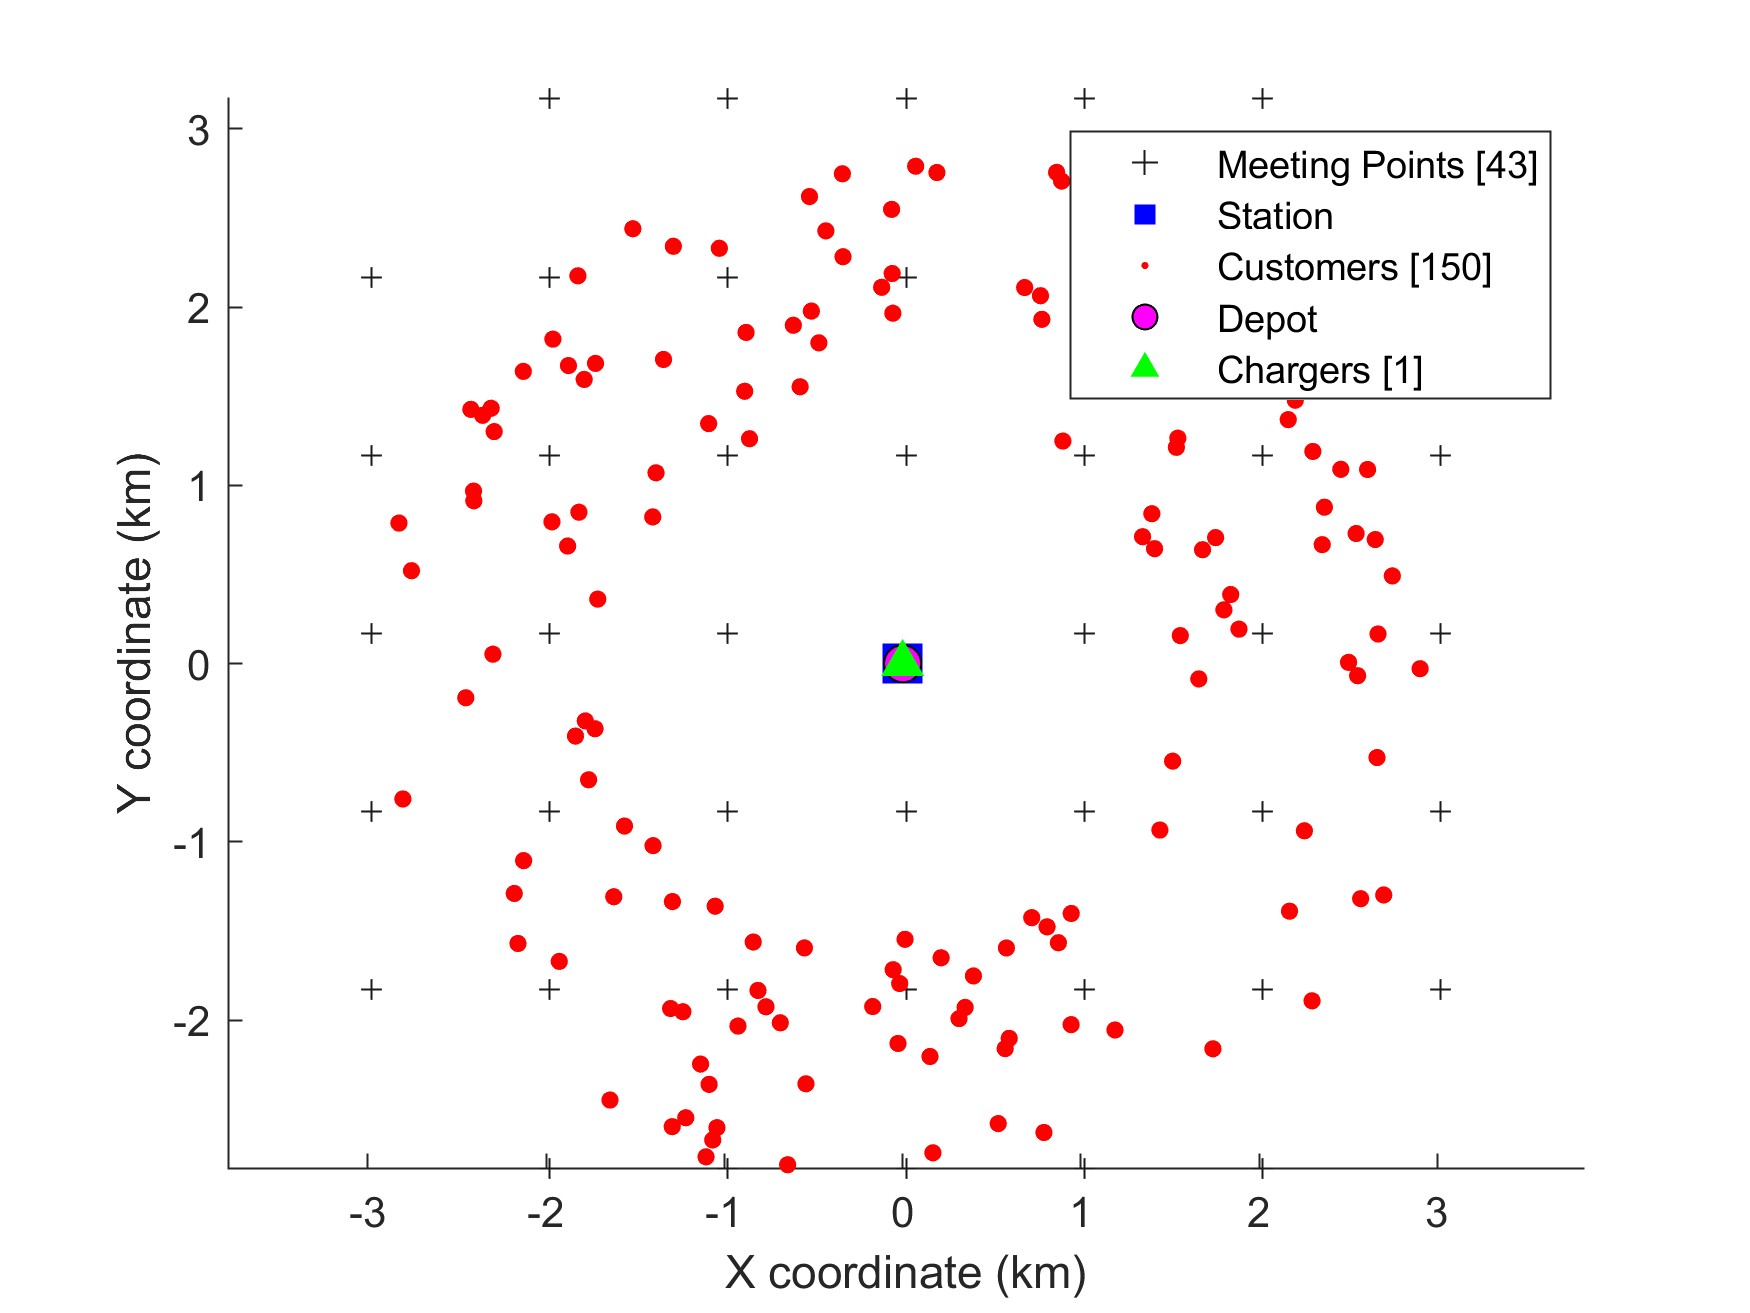 3
2
1
0
-1
-2
Y coordinate (km)
Meeting Points [43]
Station
Customers [150]
Depot
Chargers [1]
-3 -2 -1 0 1 2 3
X coordinate (km)